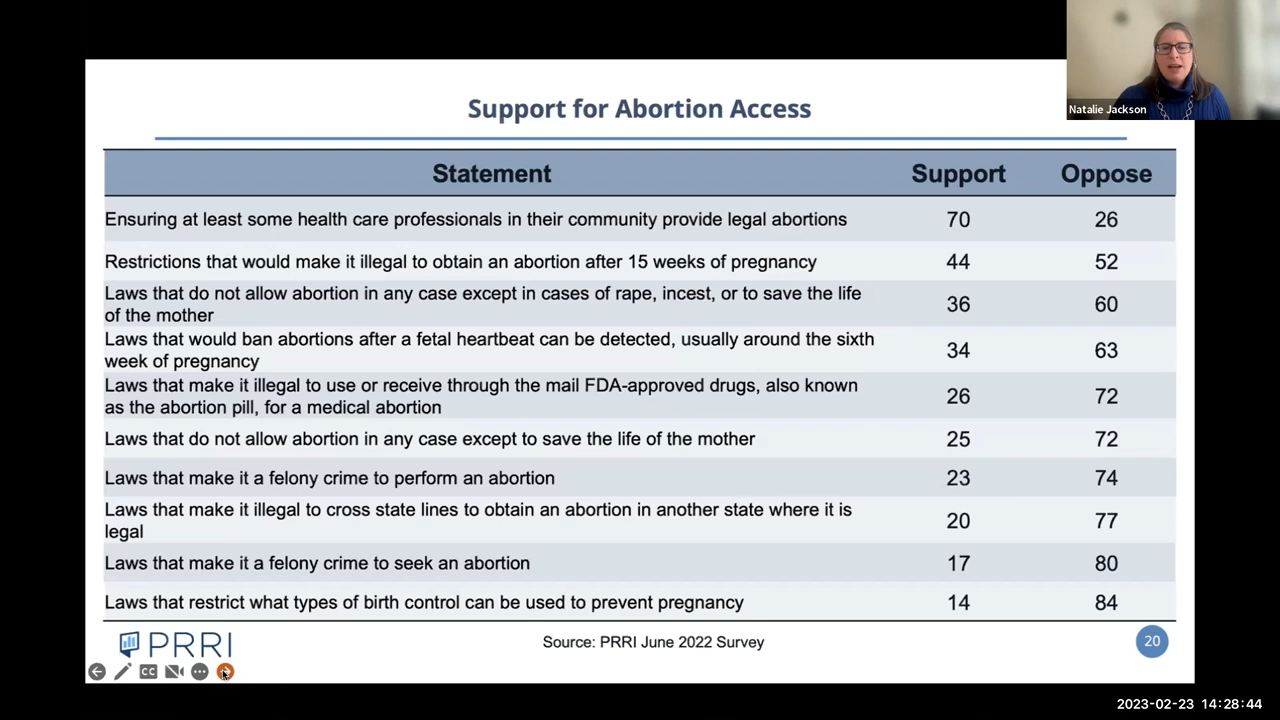 Natalie Jackson
Support for Abortion Access
Statement Support Oppose
Ensuring at least some health care professionals in their community provide legal abortions 70 26
Restrictions that would make it illegal to obtain an abortion after 15 weeks of pregnancy 44 52
Laws that do not allow abortion in any case except in cases of rape, incest, or to save the life
of the mother 36 60
Laws that would ban abortions after a fetal heartbeat can be detected, usually around the sixth
week of pregnancy 34 63
Laws that make it illegal to use or receive through the mail FDA-approved drugs, also known
as the abortion pill, for a medical abortion 26 72
Laws that do not allow abortion in any case except to save the life of the mother 25 72
Laws that make it a felony crime to perform an abortion 23 74
Laws that make it illegal to cross state lines to obtain an abortion in another state where it is
legal 20 77
Laws that make it a felony crime to seek an abortion 17 80
Laws that restrict what types of birth control can be used to prevent pregnancy 14 84
PRRI Source: PRRI June 2022 Survey 20
CC
2023-02-23 14:28:44